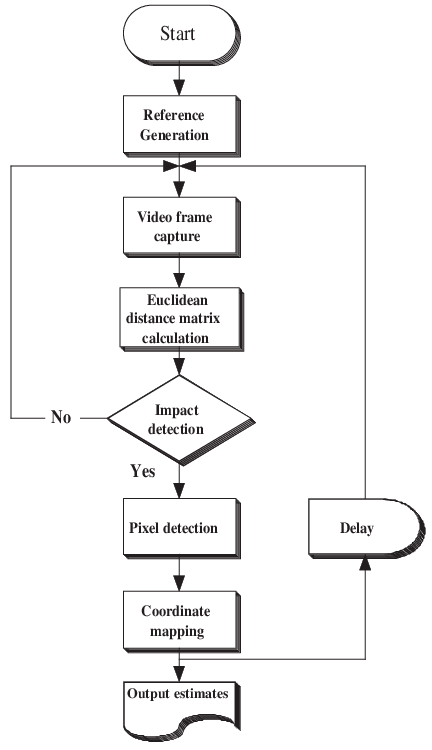 Start
Reference
Generation
Video frame
capture
Euclidean
distance matrix
calculation
Impact
detection
No
Yes
Pixel detection
Delay
Coordinate
mapping
Output estimates